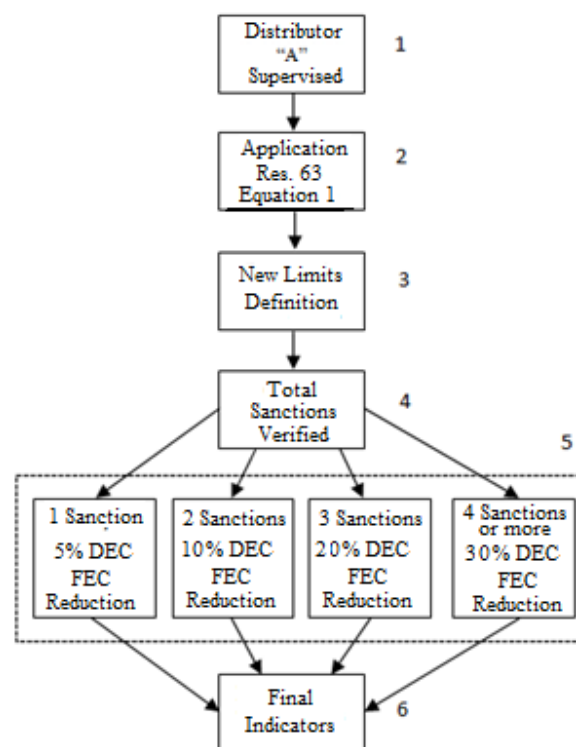 Distributor
"A"
Supervised
1
Application
Res. 63
Equation 1
2
New Limits
Definition
3
Total
Sanctions
Verified
4
5
1 Sanction
5% DEC
FEC
Reduction
2 Sanctions
10% DEC
FEC
Reduction
3 Sanctions
20% DEC
FEC
Reduction
4 Sanctions
or more
30% DEC
FEC
Reduction
Final
Indicators
6